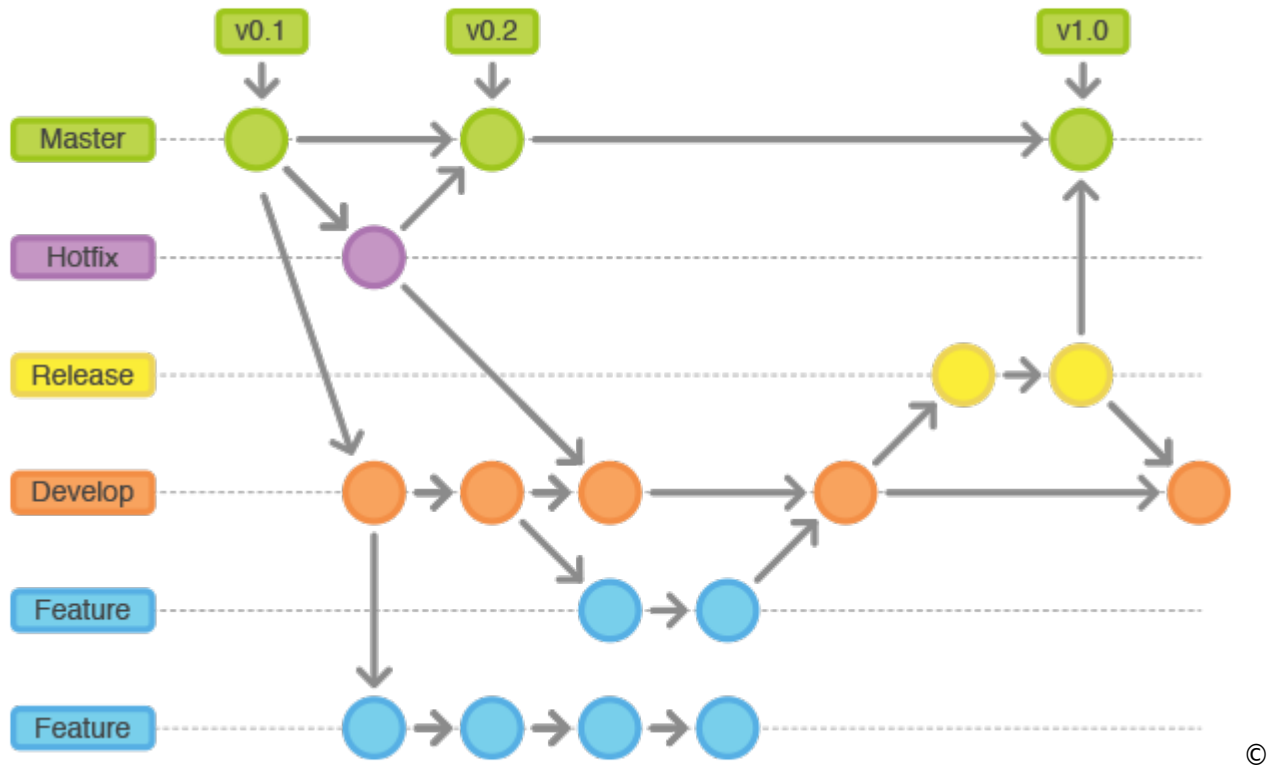 v0.1
v0.2
v1.0
Master
Hotfix
Release
Develop
Feature
Feature
©